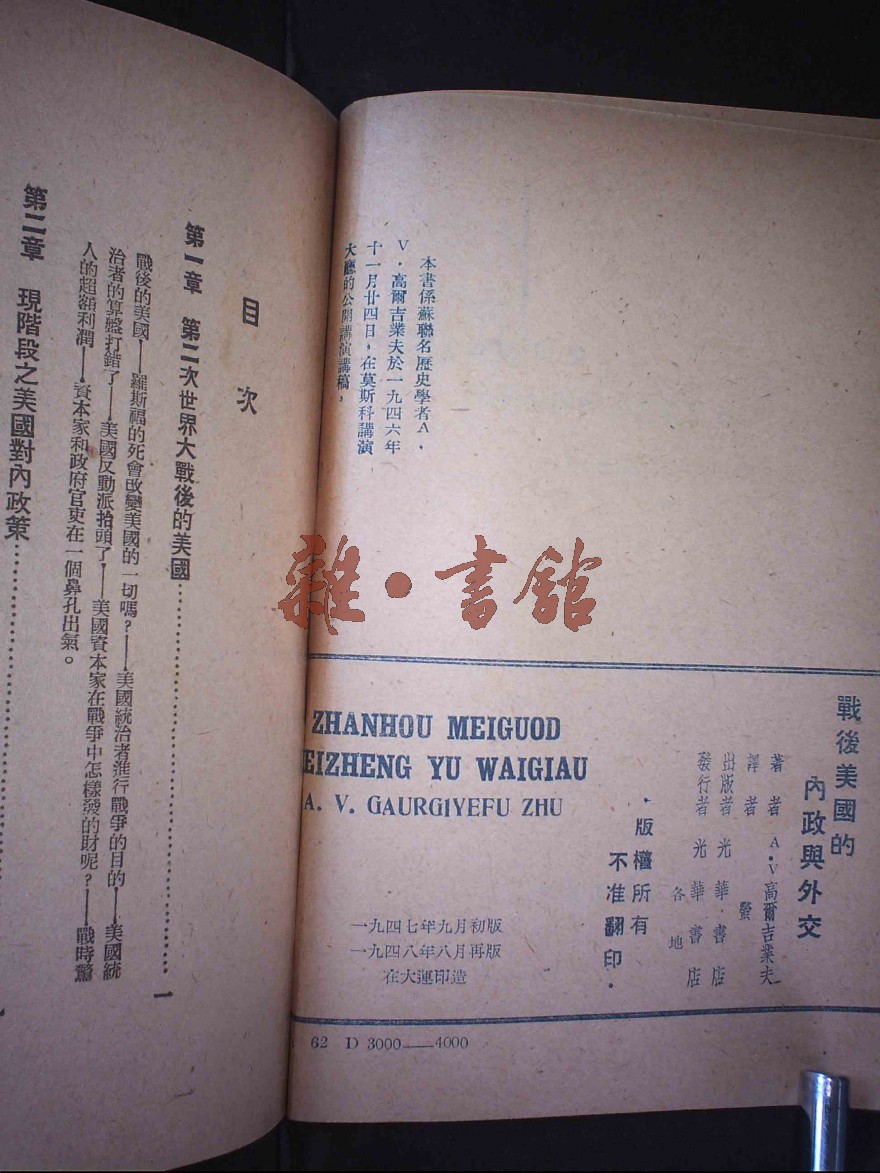 本書係蘇聯名歷史學者A·
V·高爾吉業夫於一九四六年
十一月廿四日，在莫斯科講演
大廳的公開講演講稿，
戰後美國的
內政與外交
著者 A·V高爾吉業夫
譯者 螢
出版者 光華書店
發行者 各地光華書店
·版權所有
不准翻印·
ZHANHOU MEIGUOD
EIZHENG YU WAIGIAU
A. V. GAURGIYEFU ZHU
一九四七年九月初版
一九四八年八月再版
在大連印造
62 D 3000——4000
目次
第一章 第二次世界大戰後的美國……一
戰後的美國——羅斯福的死會改變美國的一切嗎？——美國統治者進行戰爭的目的——美國統
治者的算盤打錯了——美國反動派抬頭了——美國資本家在戰爭中怎樣發的財呢？——戰時驚
人的超額利潤——資本家和政府官吏在一個鼻孔出氣。
第二章 現階段之美國對內政策……
雜·書館